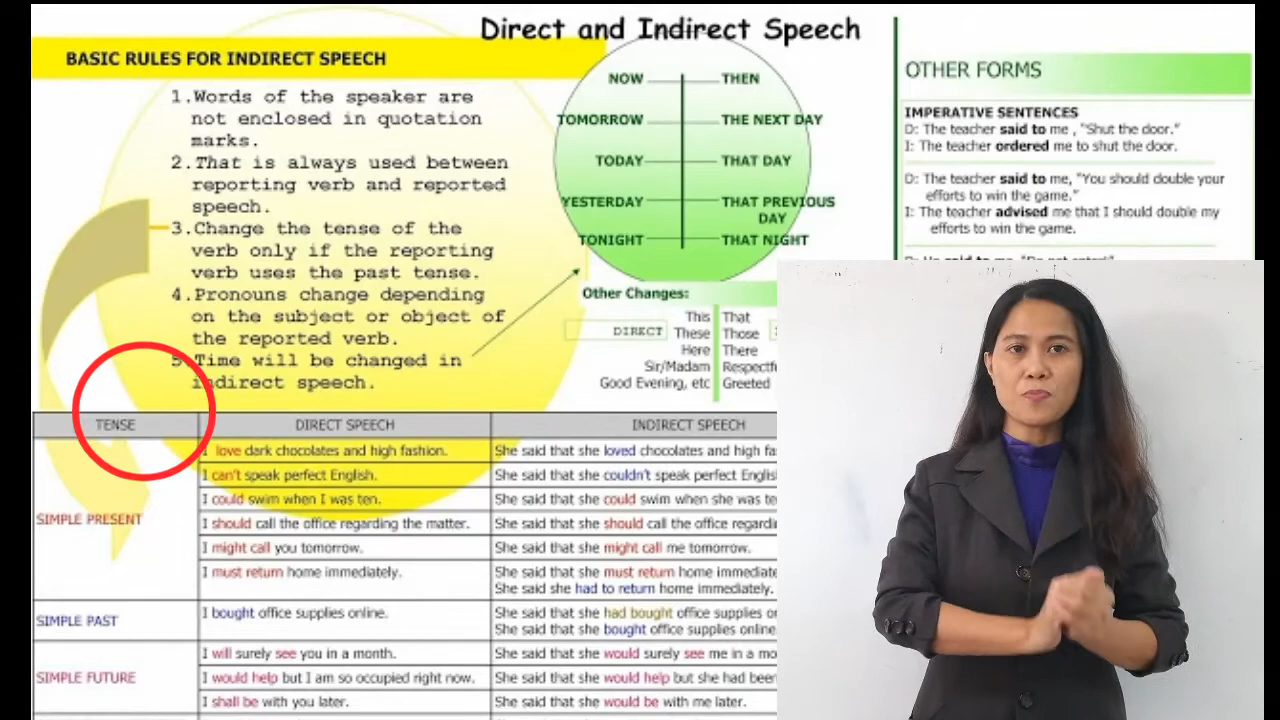 Direct and Indirect Speech
BASIC RULES FOR INDIRECT SPEECH
1.Words of the speaker are
not enclosed in quotation
marks.
2.That is always used between
reporting verb and reported
speech.
3.Change the tense of the
verb only if the reporting
verb uses the past tense.
4.Pronouns change depending
on the subject or object of
the reported verb.
5.Time will be changed in
indirect speech.
NOW THEN
TOMORROW THE NEXT DAY
TODAY THAT DAY
YESTERDAY THAT PREVIOUS
DAY
TONIGHT THAT NIGHT
Other Changes:
DIRECT
This That
These Those
Here There
Sir/Madam
Good Evening, etc Greeted
OTHER FORMS
IMPERATIVE SENTENCES
D: The teacher said to me , "Shut the door."
I: The teacher ordered me to shut the door.
D: The teacher said to me, "You should double your
efforts to win the game."
I: The teacher advised me that I should double my
efforts to win the game.
TENSE DIRECT SPEECH INDIRECT SPEECH
SIMPLE PRESENT
I love dark chocolates and high fashion. She said that she loved chocolates and high
I can't speak perfect English. She said that she couldn't speak perfect
I could swim when I was ten. She said that she could swim when she was
I should call the office regarding the matter. She said that she should call the office
I might call you tomorrow. She said that she might call me tomorrow.
I must return home immediately. She said that she must return home
She said she had to return home immediately.
SIMPLE PAST
I bought office supplies online. She said that she had bought office supplies
She said that she bought office supplies online
SIMPLE FUTURE
I will surely see you in a month. She said that she would surely see me in a
I would help but I am so occupied right now. She said that she would help but she had been
I shall be with you later. She said that she would be with me later.